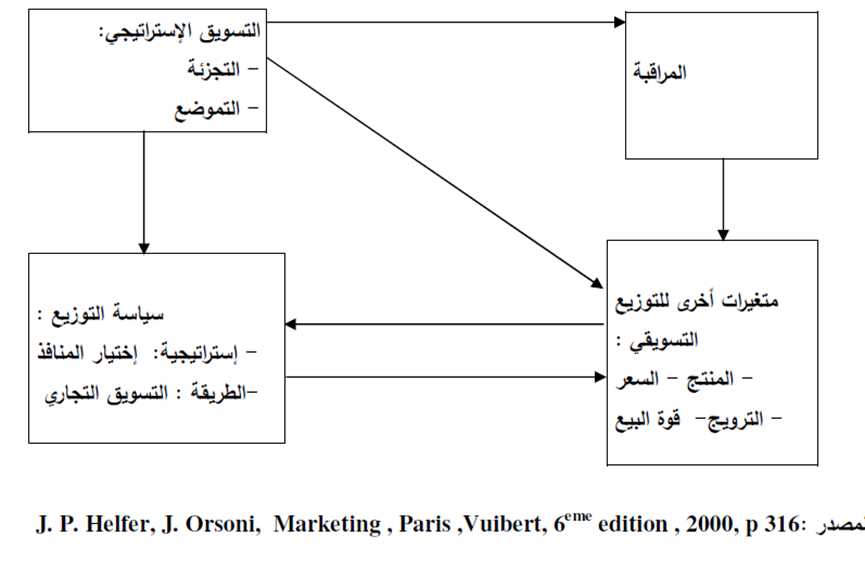 التسويق الإستراتيجي:
- التجزئة
- التموضع
المراقبة
سياسة التوزيع :
- إستراتيجية: إختيار المنافذ
-الطريقة : التسويق التجاري
متغيرات أخرى للتوزيع
التسويقي :
- المنتج - السعر
- الترويج- قوة البيع
J. P. Helfer, J. Orsoni, Marketing , Paris ,Vuibert, 6eme edition , 2000, p 316: